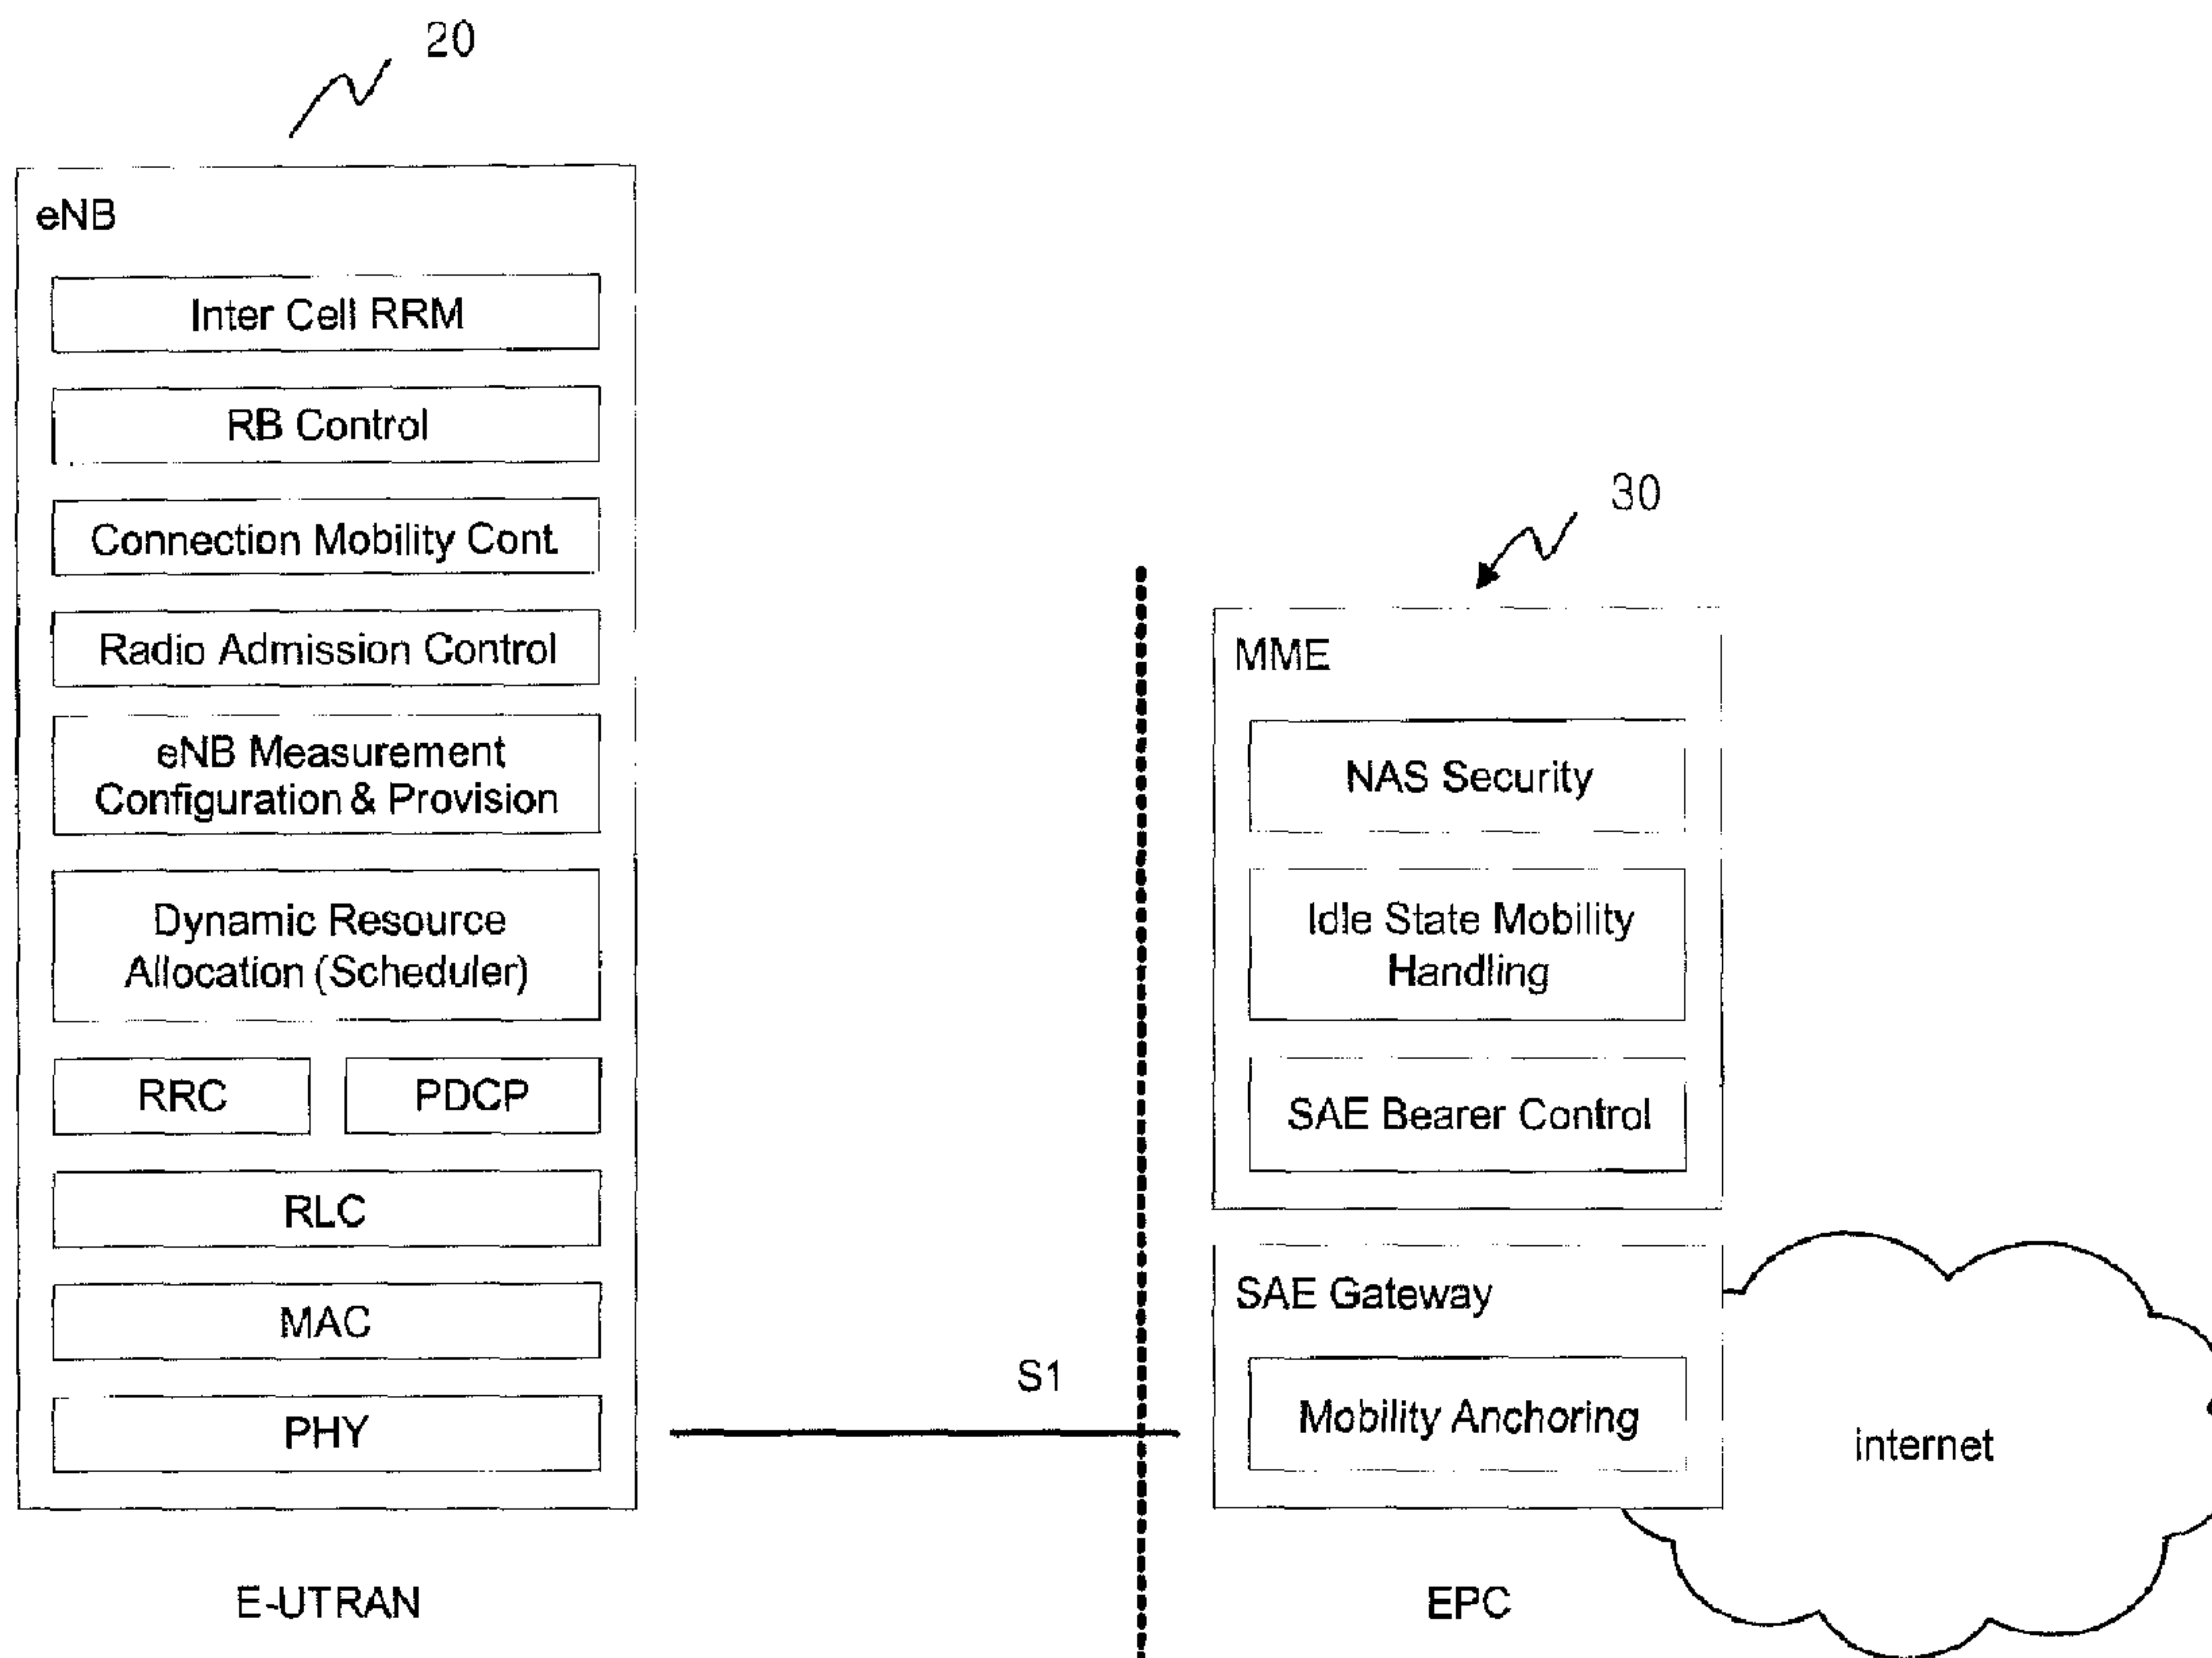 20
eNB
Inter Cell RRM
RB Control
Connection Mobility Cont.
Radio Admission Control
eNB Measurement
Configuration & Provision
Dynamic Resource
Allocation (Scheduler)
RRC
PDCP
RLC
MAC
PHY
E-UTRAN
S1
30
MME
NAS Security
Idle State Mobility
Handling
SAE Bearer Control
SAE Gateway
Mobility Anchoring
internet
EPC